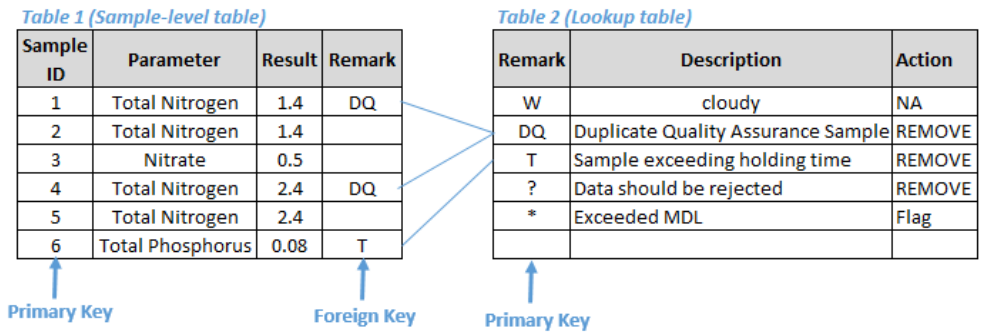 Table 1 (Sample-level table)
Sample ID Parameter Result Remark
1 Total Nitrogen 1.4 DQ
2 Total Nitrogen 1.4
3 Nitrate 0.5
4 Total Nitrogen 2.4 DQ
5 Total Nitrogen 2.4
6 Total Phosphorus 0.08 T
Primary Key
Foreign Key
Table 2 (Lookup table)
Remark Description Action
W cloudy NA
DQ Duplicate Quality Assurance Sample REMOVE
T Sample exceeding holding time REMOVE
? Data should be rejected REMOVE
* Exceeded MDL Flag
Primary Key